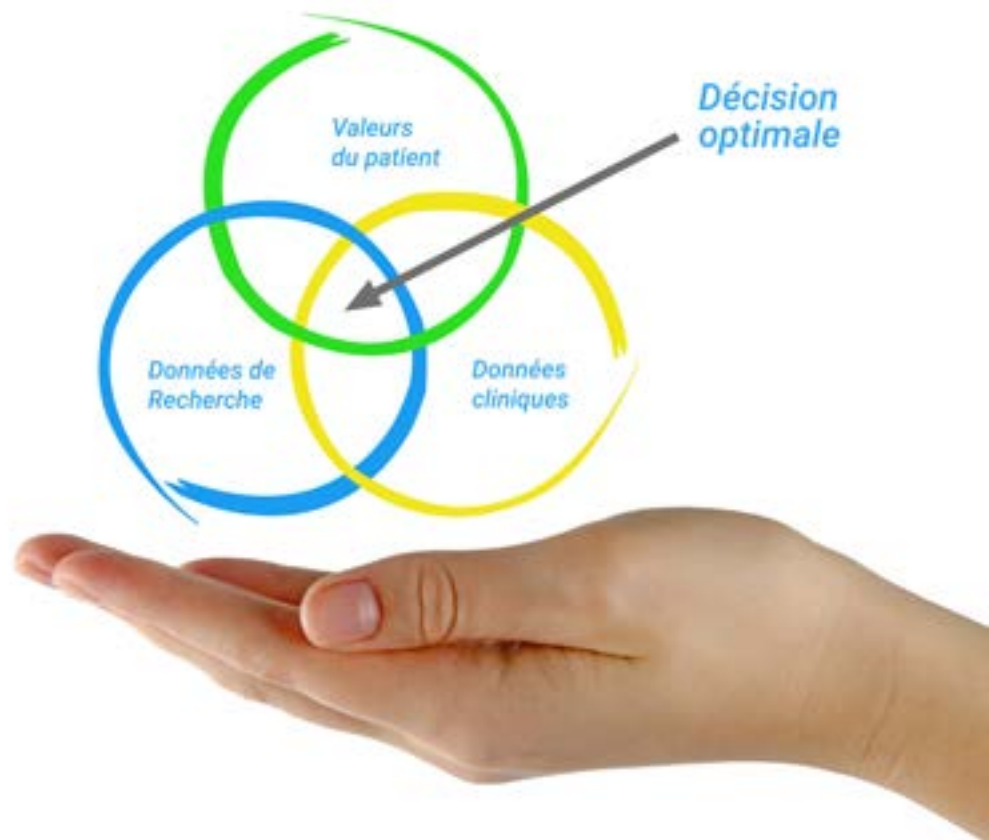 Valeurs
du patient
Décision
optimale
Données de
Recherche
Données
cliniques